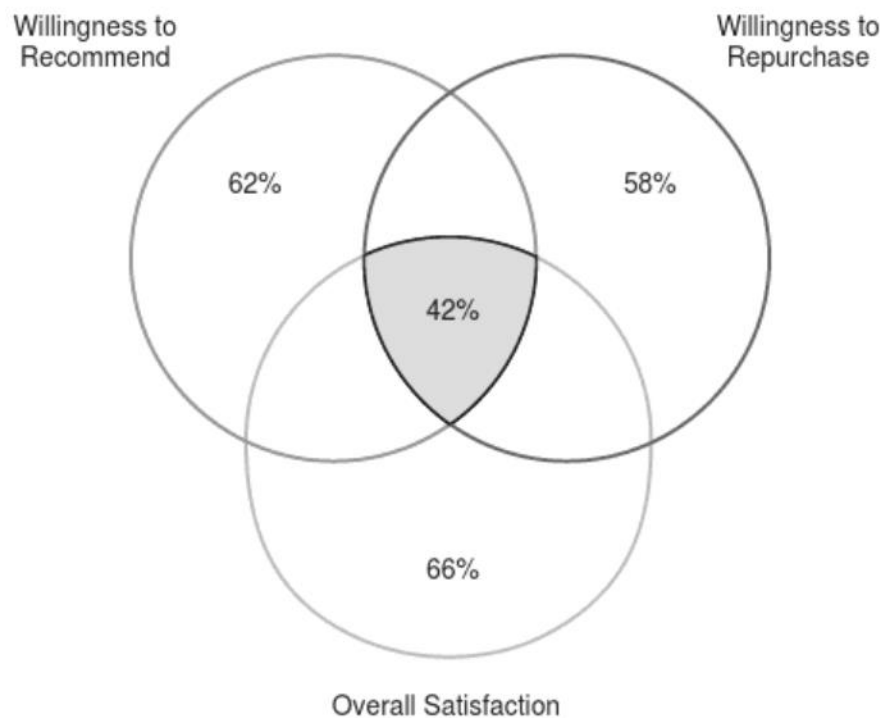 Willingness to
Recommend
Willingness to
Repurchase
62%
58%
42%
66%
Overall Satisfaction